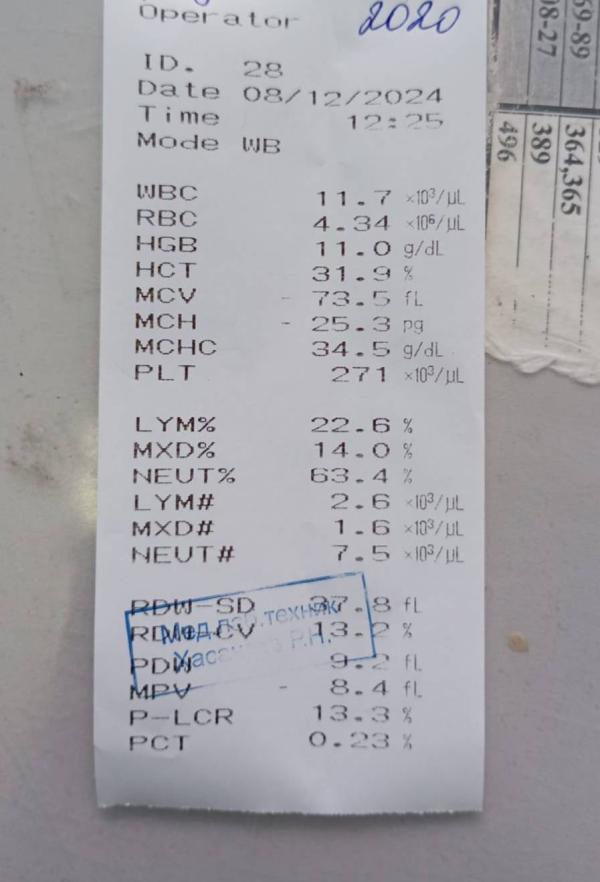 Operator 2020
ID. 28
Date 08/12/2024
Time 12:25
Mode WB
WBC 11.7 ×10³/µL
RBC 4.34 ×10⁶/µL
HGB 11.0 g/dL
HCT 31.9 %
MCV - 73.5 fL
MCH - 25.3 pg
MCHC 34.5 g/dL
PLT 271 ×10³/µL
LYM% 22.6 %
MXD% 14.0 %
NEUT% 63.4 %
LYM# 2.6 ×10³/µL
MXD# 1.6 ×10³/µL
NEUT# 7.5 ×10³/µL
RDW-SD 37.8 fL
RDW-CV 13.2 %
PDW 9.2 fL
MPV - 8.4 fL
P-LCR 13.3 %
PCT 0.23 %
Мед.лаб.техник
Р.Н.
69-89
08-27
364,365
389
496